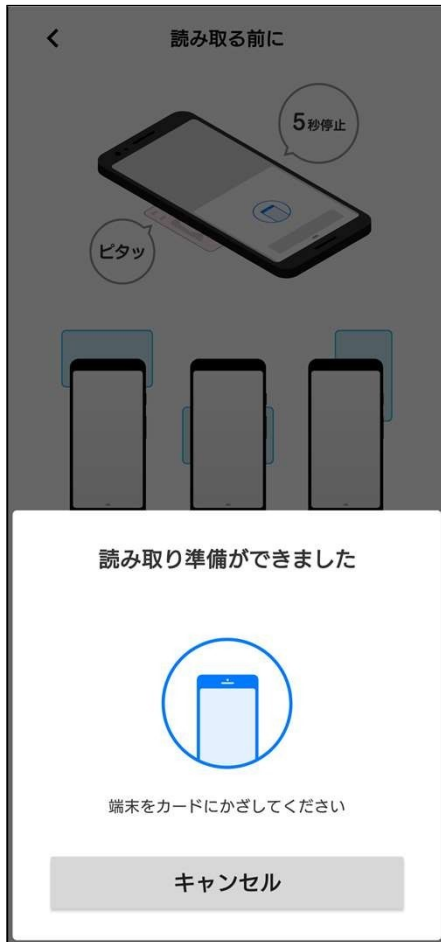 読み取る前に
5秒停止
ピタッ
読み取り準備ができました
端末をカードにかざしてください
キャンセル